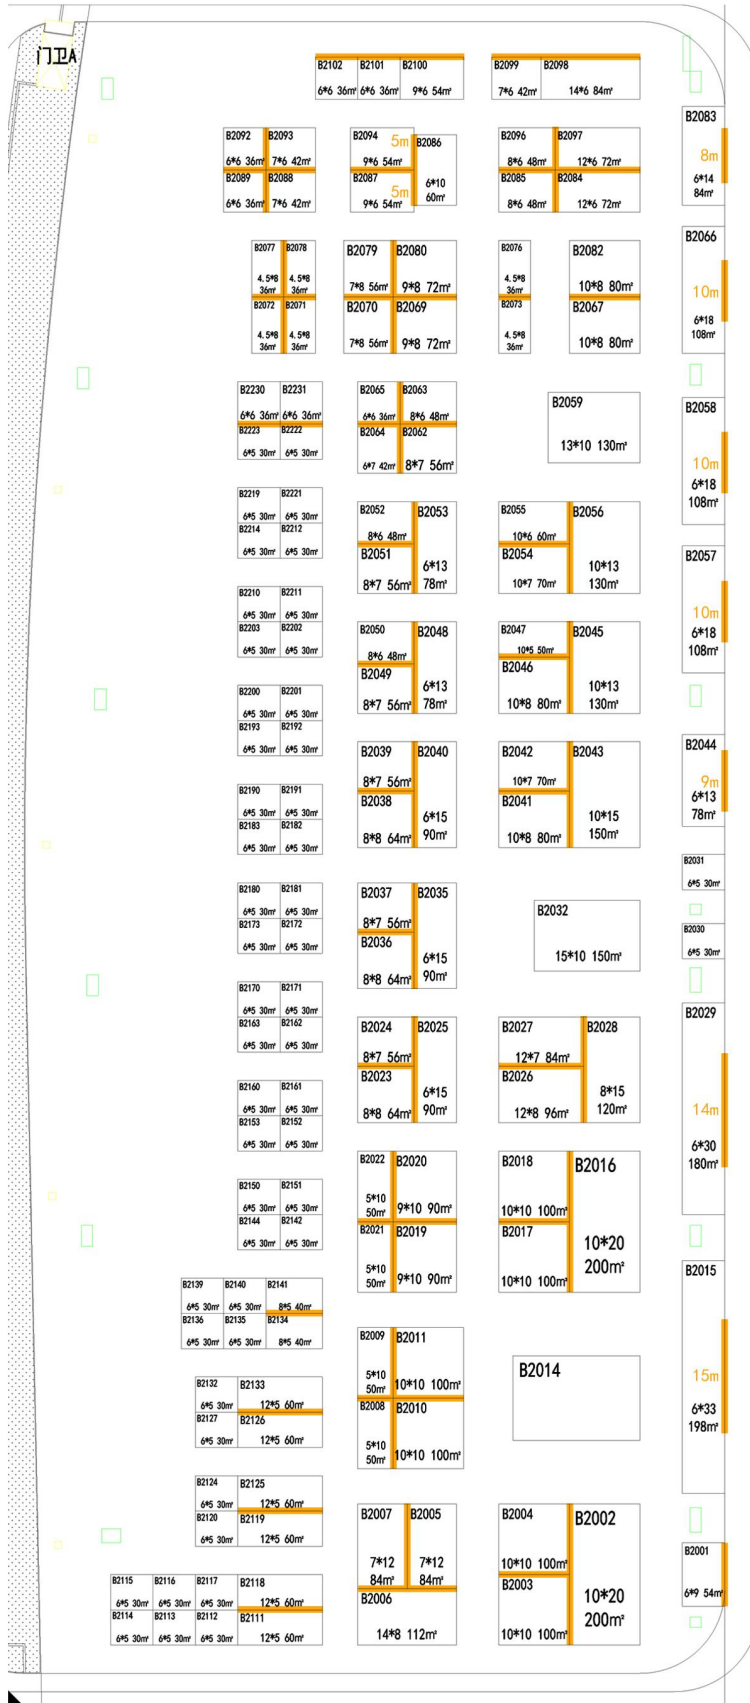 门卫A
B2102 B2101 B2100
6*6 36㎡ 6*6 36㎡ 9*6 54㎡
B2099 B2098
7*6 42㎡ 14*6 84㎡
B2083
8m
6*14
84㎡
B2092 B2093
6*6 36㎡ 7*6 42㎡
B2089 B2088
6*6 36㎡ 7*6 42㎡
B2094
5m
9*6 54㎡
B2087
5m
9*6 54㎡
B2086
6*10
60㎡
B2096 B2097
8*6 48㎡ 12*6 72㎡
B2085 B2084
8*6 48㎡ 12*6 72㎡
B2066
10m
6*18
108㎡
B2077 B2078
4.5*8 4.5*8
36㎡ 36㎡
B2072 B2071
4.5*8 4.5*8
36㎡ 36㎡
B2079 B2080
7*8 56㎡ 9*8 72㎡
B2070 B2069
7*8 56㎡ 9*8 72㎡
B2076
4.5*8
36㎡
B2073
4.5*8
36㎡
B2082
10*8 80㎡
B2067
10*8 80㎡
B2230 B2231
6*6 36㎡ 6*6 36㎡
B2223 B2222
6*5 30㎡ 6*5 30㎡
B2065 B2063
6*6 36㎡ 8*6 48㎡
B2064 B2062
6*7 42㎡ 8*7 56㎡
B2059
13*10 130㎡
B2058
10m
6*18
108㎡
B2219 B2221
6*5 30㎡ 6*5 30㎡
B2214 B2212
6*5 30㎡ 6*5 30㎡
B2052
8*6 48㎡
B2051
8*7 56㎡
B2053
6*13
78㎡
B2055
10*6 60㎡
B2054
10*7 70㎡
B2056
10*13
130㎡
B2057
10m
6*18
108㎡
B2210 B2211
6*5 30㎡ 6*5 30㎡
B2203 B2202
6*5 30㎡ 6*5 30㎡
B2050
8*6 48㎡
B2049
8*7 56㎡
B2048
6*13
78㎡
B2047
10*5 50㎡
B2046
10*8 80㎡
B2045
10*13
130㎡
B2200 B2201
6*5 30㎡ 6*5 30㎡
B2193 B2192
6*5 30㎡ 6*5 30㎡
B2039
8*7 56㎡
B2038
8*8 64㎡
B2040
6*15
90㎡
B2042
10*7 70㎡
B2041
10*8 80㎡
B2043
10*15
150㎡
B2044
9m
6*13
78㎡
B2190 B2191
6*5 30㎡ 6*5 30㎡
B2183 B2182
6*5 30㎡ 6*5 30㎡
B2031
6*5 30㎡
B2180 B2181
6*5 30㎡ 6*5 30㎡
B2173 B2172
6*5 30㎡ 6*5 30㎡
B2037
8*7 56㎡
B2036
8*8 64㎡
B2035
6*15
90㎡
B2032
15*10 150㎡
B2030
6*5 30㎡
B2170 B2171
6*5 30㎡ 6*5 30㎡
B2163 B2162
6*5 30㎡ 6*5 30㎡
B2024
8*7 56㎡
B2023
8*8 64㎡
B2025
6*15
90㎡
B2027
12*7 84㎡
B2026
12*8 96㎡
B2028
8*15
120㎡
B2029
14m
6*30
180㎡
B2160 B2161
6*5 30㎡ 6*5 30㎡
B2153 B2152
6*5 30㎡ 6*5 30㎡
B2150 B2151
6*5 30㎡ 6*5 30㎡
B2144 B2142
6*5 30㎡ 6*5 30㎡
B2022
5*10
50㎡
B2020
9*10 90㎡
B2021
5*10
50㎡
B2019
9*10 90㎡
B2018
10*10 100㎡
B2017
10*10 100㎡
B2016
10*20
200㎡
B2015
15m
6*33
198㎡
B2139 B2140 B2141
6*5 30㎡ 6*5 30㎡ 8*5 40㎡
B2136 B2135 B2134
6*5 30㎡ 6*5 30㎡ 8*5 40㎡
B2009
5*10
50㎡
B2011
10*10 100㎡
B2008
5*10
50㎡
B2010
10*10 100㎡
B2014
B2132 B2133
6*5 30㎡ 12*5 60㎡
B2127 B2126
6*5 30㎡ 12*5 60㎡
B2124 B2125
6*5 30㎡ 12*5 60㎡
B2120 B2119
6*5 30㎡ 12*5 60㎡
B2007 B2005
7*12 7*12
84㎡ 84㎡
B2006
14*8 112㎡
B2004
10*10 100㎡
B2003
10*10 100㎡
B2002
10*20
200㎡
B2001
6*9 54㎡
B2115 B2116 B2117 B2118
6*5 30㎡ 6*5 30㎡ 6*5 30㎡ 12*5 60㎡
B2114 B2113 B2112 B2111
6*5 30㎡ 6*5 30㎡ 6*5 30㎡ 12*5 60㎡